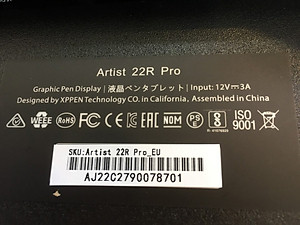 Artist 22R Pro
Graphic Pen Display | 液晶ペンタブレット | Input: 12V⎓3A
Designed by XPPEN Technology CO. in California, Assembled in China
WEEE RoHS FC CE NOM PS E ISO 9001
SKU:Artist 22R Pro_EU
AJ22C2790078701